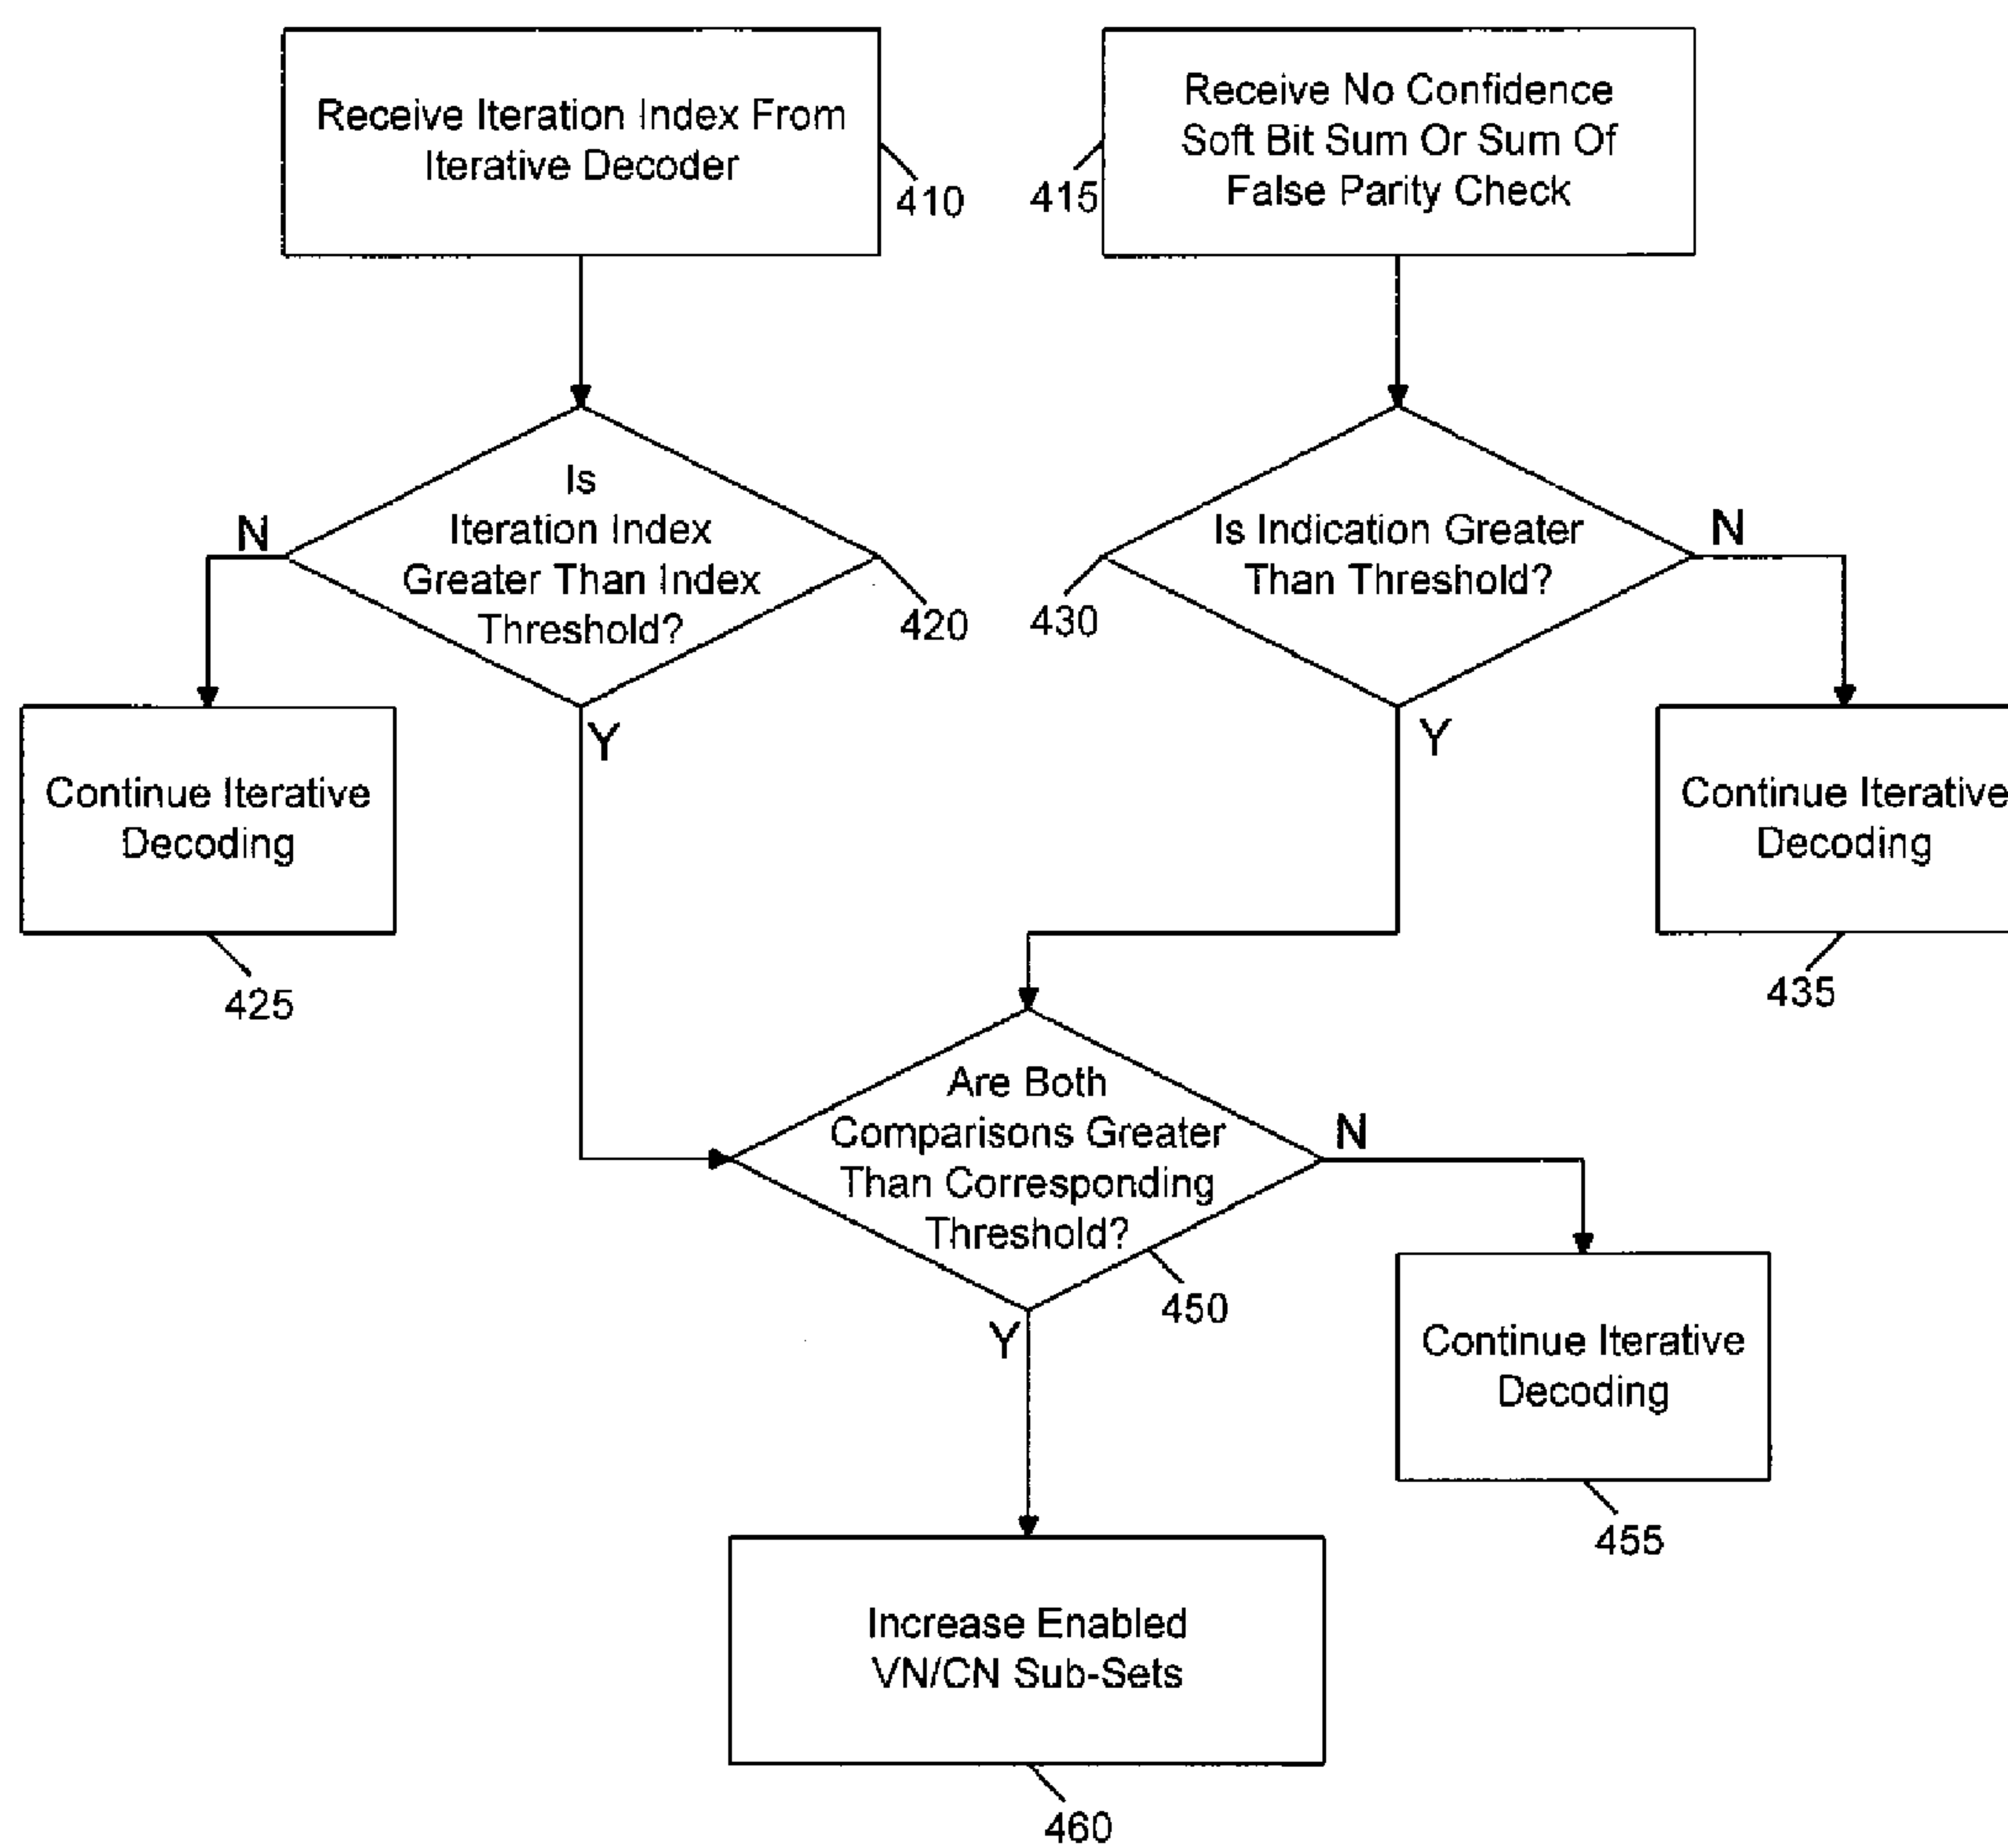 Receive Iteration Index From
Iterative Decoder
410
Receive No Confidence
Soft Bit Sum Or Sum Of
False Parity Check
415
Is
Iteration Index
Greater Than Index
Threshold?
420
N
Y
Is Indication Greater
Than Threshold?
430
N
Y
Continue Iterative
Decoding
425
Continue Iterative
Decoding
435
Are Both
Comparisons Greater
Than Corresponding
Threshold?
450
N
Y
Continue Iterative
Decoding
455
Increase Enabled
VN/CN Sub-Sets
460